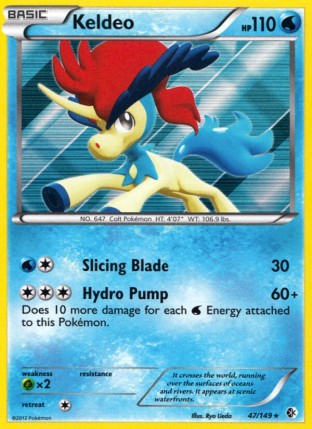 BASIC
Keldeo
HP110
NO. 647 Colt Pokémon HT: 4'07" WT: 106.9 lbs.
Slicing Blade 30
Hydro Pump 60+
Does 10 more damage for each Energy attached
to this Pokémon.
weakness resistance
×2
It crosses the world, running
over the surfaces of oceans
and rivers. It appears at scenic
waterfronts.
retreat
©2012 Pokémon
Illus. Ryo Ueda
47/149 ★